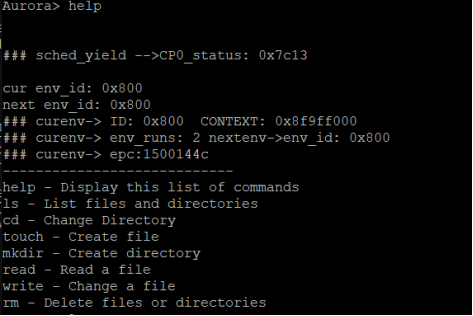 Aurora> help
### sched_yield -->CP0_status: 0x7c13
cur env_id: 0x800
next env_id: 0x800
### curenv-> ID: 0x800  CONTEXT: 0x8f9ff000
### curenv-> env_runs: 2 nextenv->env_id: 0x800
### curenv-> epc:1500144c
----------------------------
help - Display this list of commands
ls - List files and directories
cd - Change Directory
touch - Create file
mkdir - Create directory
read - Read a file
write - Change a file
rm - Delete files or directories